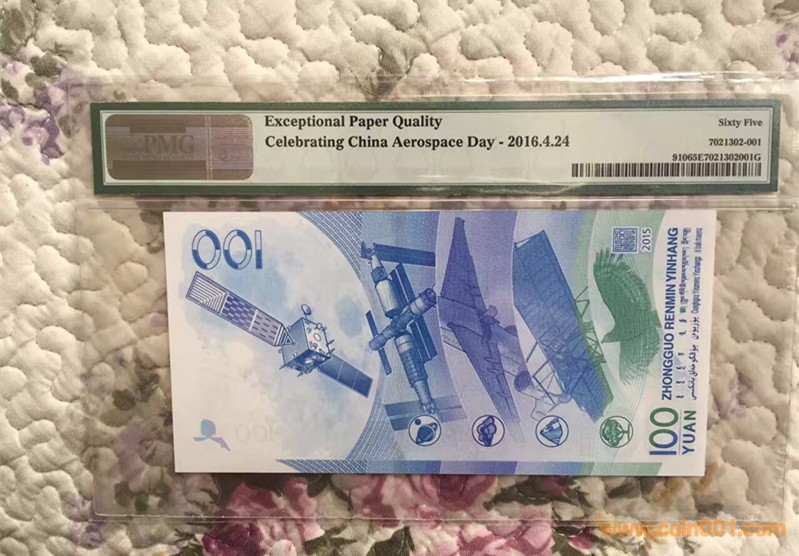 PMG
Exceptional Paper Quality
Celebrating China Aerospace Day - 2016.4.24
Sixty Five
7021302-001
91065E7021302001G
100
2015
ZHONGGUO RENMIN YINHANG
100
YUAN
www.coin001.com